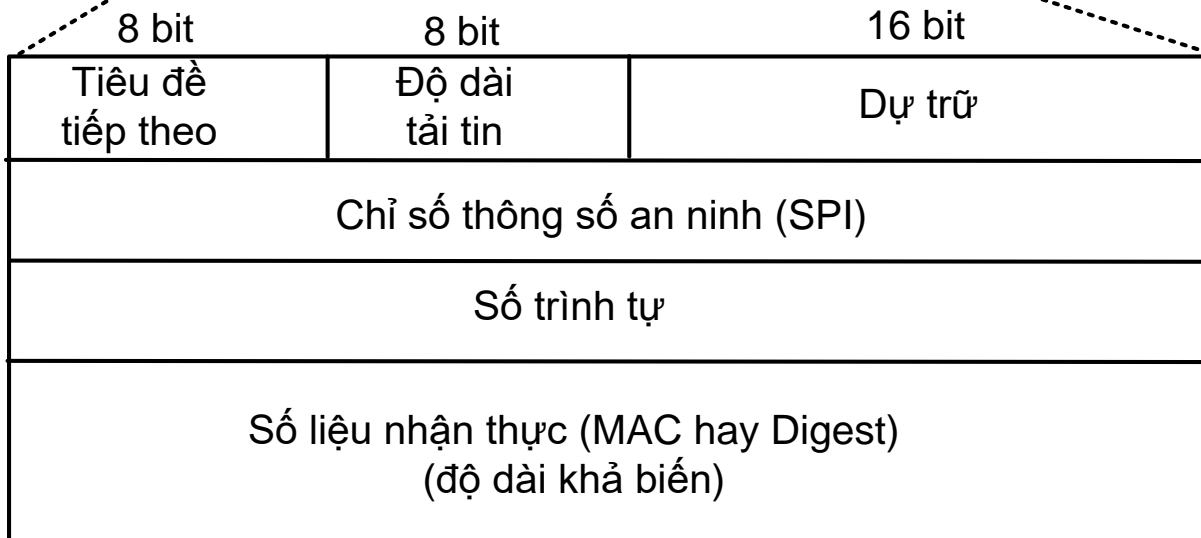 8 bit
8 bit
16 bit
Tiêu đề
tiếp theo
Độ dài
tải tin
Dự trữ
Chỉ số thông số an ninh (SPI)
Số trình tự
Số liệu nhận thực (MAC hay Digest)
(độ dài khả biến)